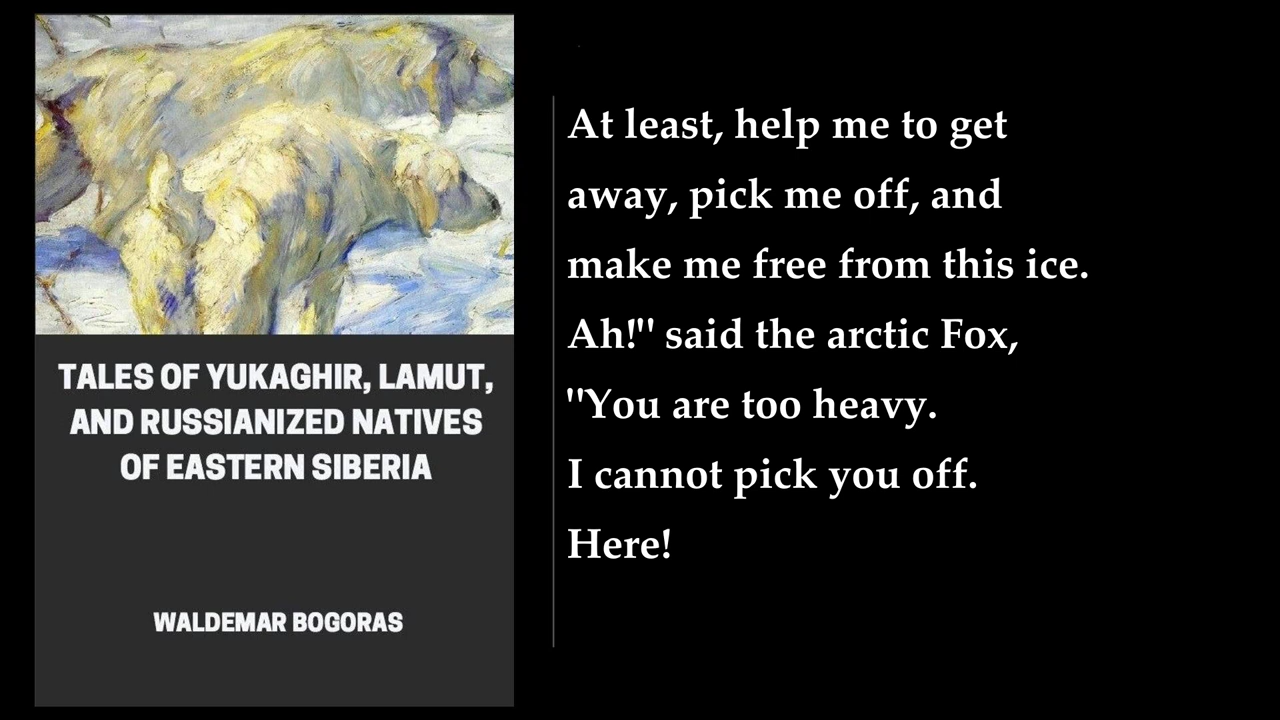 TALES OF YUKAGHIR, LAMUT,
AND RUSSIANIZED NATIVES
OF EASTERN SIBERIA
WALDEMAR BOGORAS
At least, help me to get
away, pick me off, and
make me free from this ice.
Ah!" said the arctic Fox,
"You are too heavy.
I cannot pick you off.
Here!